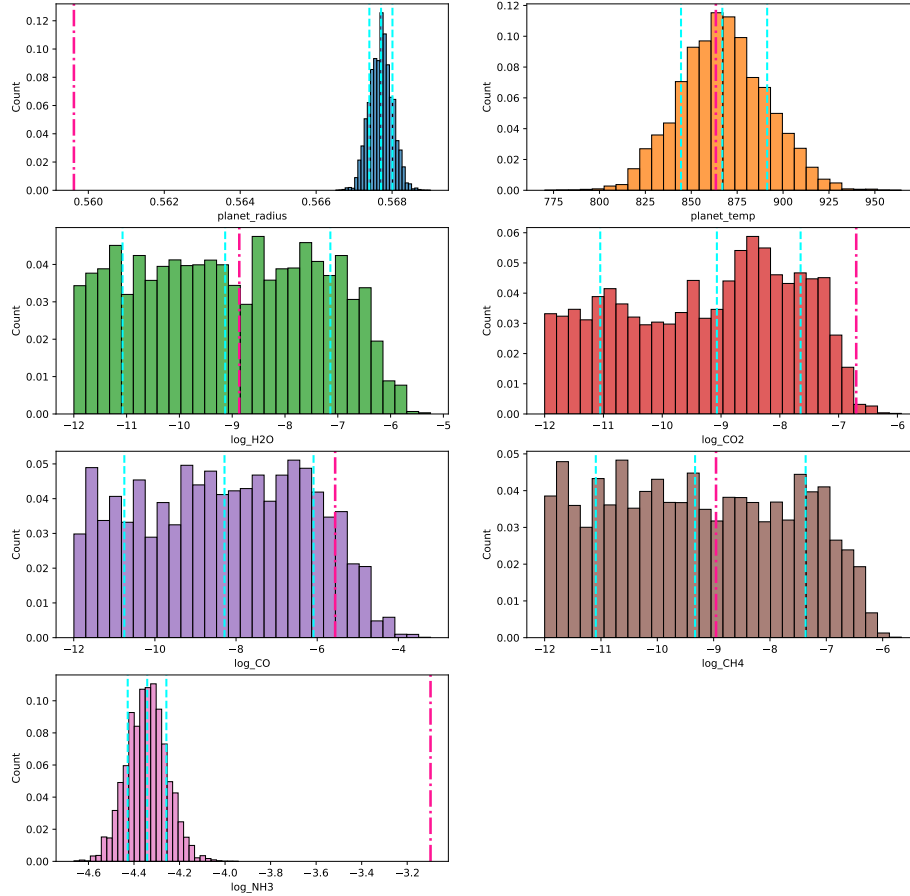 0.12
0.10
0.08
0.06
0.04
0.02
0.00
Count
0.560 0.562 0.564 0.566 0.568
planet_radius
0.12
0.10
0.08
0.06
0.04
0.02
0.00
Count
775 800 825 850 875 900 925 950
planet_temp
0.04
0.03
0.02
0.01
0.00
Count
−12 −11 −10 −9 −8 −7 −6 −5
log_H2O
0.06
0.05
0.04
0.03
0.02
0.01
0.00
Count
−12 −11 −10 −9 −8 −7 −6
log_CO2
0.05
0.04
0.03
0.02
0.01
0.00
Count
−12 −10 −8 −6 −4
log_CO
0.05
0.04
0.03
0.02
0.01
0.00
Count
−12 −11 −10 −9 −8 −7 −6
log_CH4
0.10
0.08
0.06
0.04
0.02
0.00
Count
−4.6 −4.4 −4.2 −4.0 −3.8 −3.6 −3.4 −3.2
log_NH3